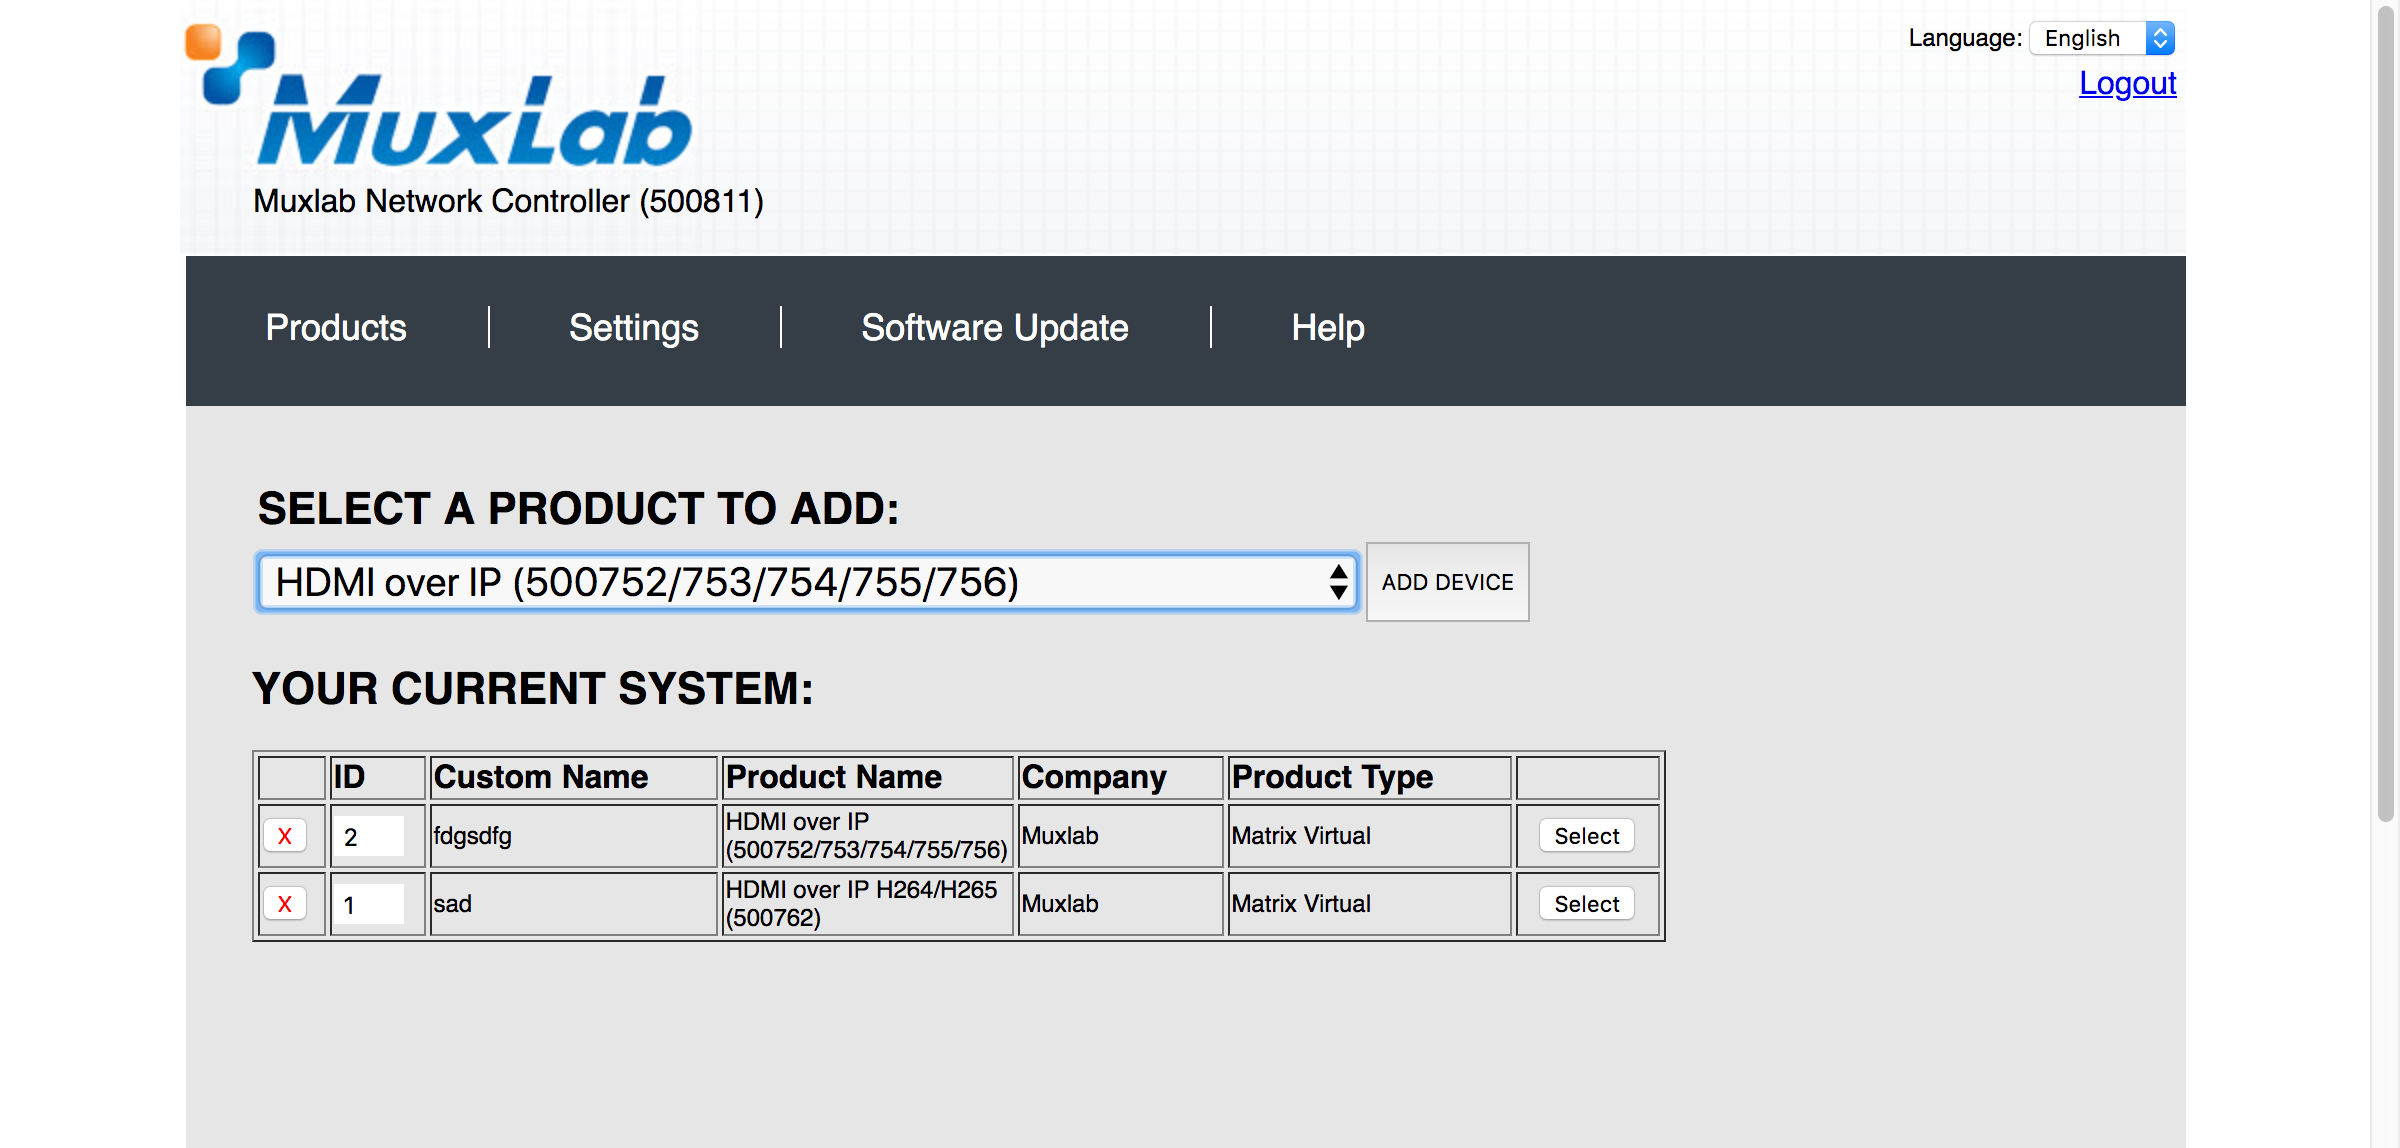 MuxLab
Muxlab Network Controller (500811)
Language: English
Logout
Products
Settings
Software Update
Help
SELECT A PRODUCT TO ADD:
HDMI over IP (500752/753/754/755/756)
ADD DEVICE
YOUR CURRENT SYSTEM:
ID Custom Name Product Name Company Product Type
X 2 fdgsdfg HDMI over IP
(500752/753/754/755/756) Muxlab Matrix Virtual Select
X 1 sad HDMI over IP H264/H265
(500762) Muxlab Matrix Virtual Select